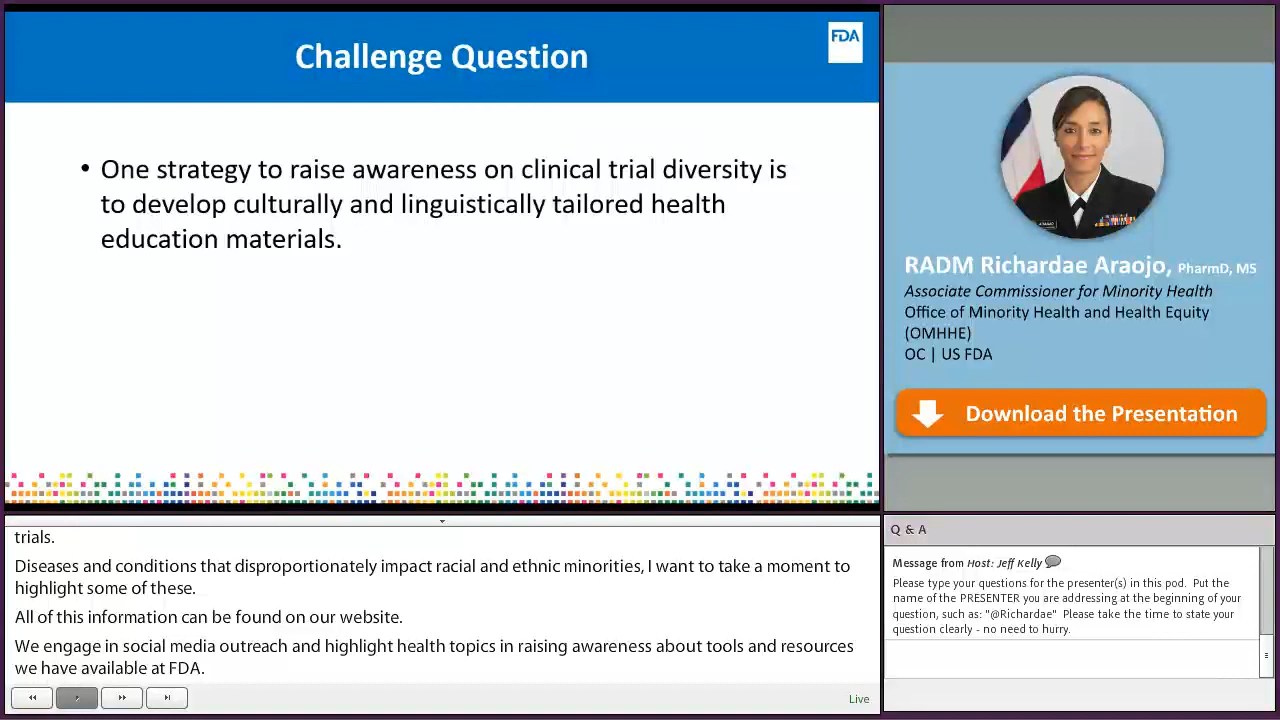 Challenge Question
FDA
• One strategy to raise awareness on clinical trial diversity is
to develop culturally and linguistically tailored health
education materials.
RADM Richardae Araojo, PharmD, MS
Associate Commissioner for Minority Health
Office of Minority Health and Health Equity
(OMHHE)
OC | US FDA
Download the Presentation
trials.
Diseases and conditions that disproportionately impact racial and ethnic minorities, I want to take a moment to
highlight some of these.
All of this information can be found on our website.
We engage in social media outreach and highlight health topics in raising awareness about tools and resources
we have available at FDA.
Live
Q & A
Message from Host: Jeff Kelly
Please type your questions for the presenter(s) in this pod. Put the
name of the PRESENTER you are addressing at the beginning of your
question, such as: "@Richardae" Please take the time to state your
question clearly - no need to hurry.